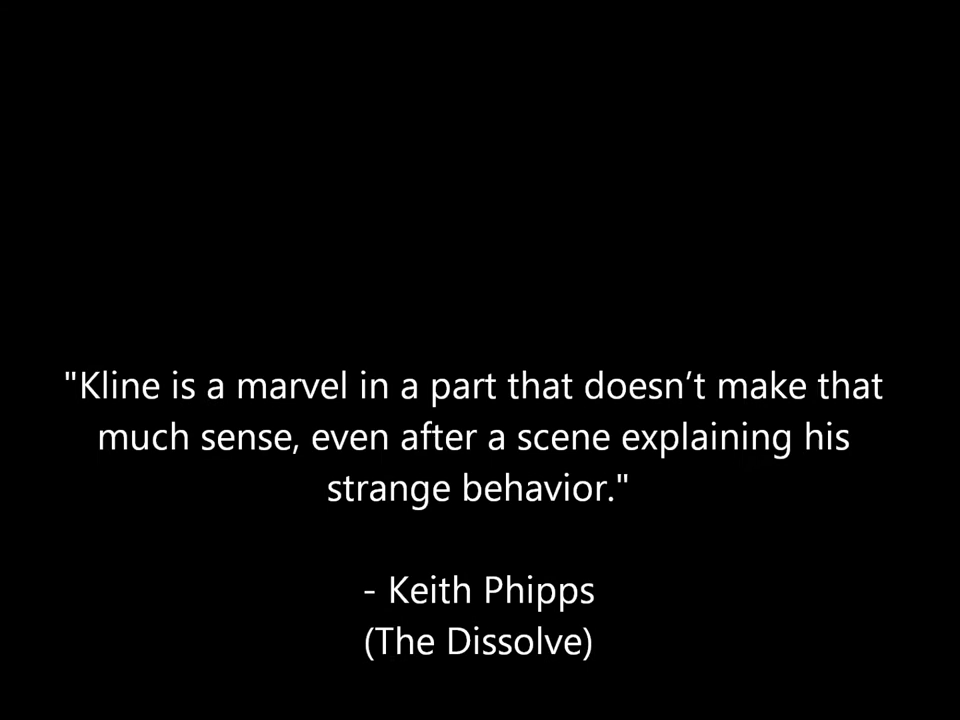 "Kline is a marvel in a part that doesn’t make that
much sense, even after a scene explaining his
strange behavior."
- Keith Phipps
(The Dissolve)